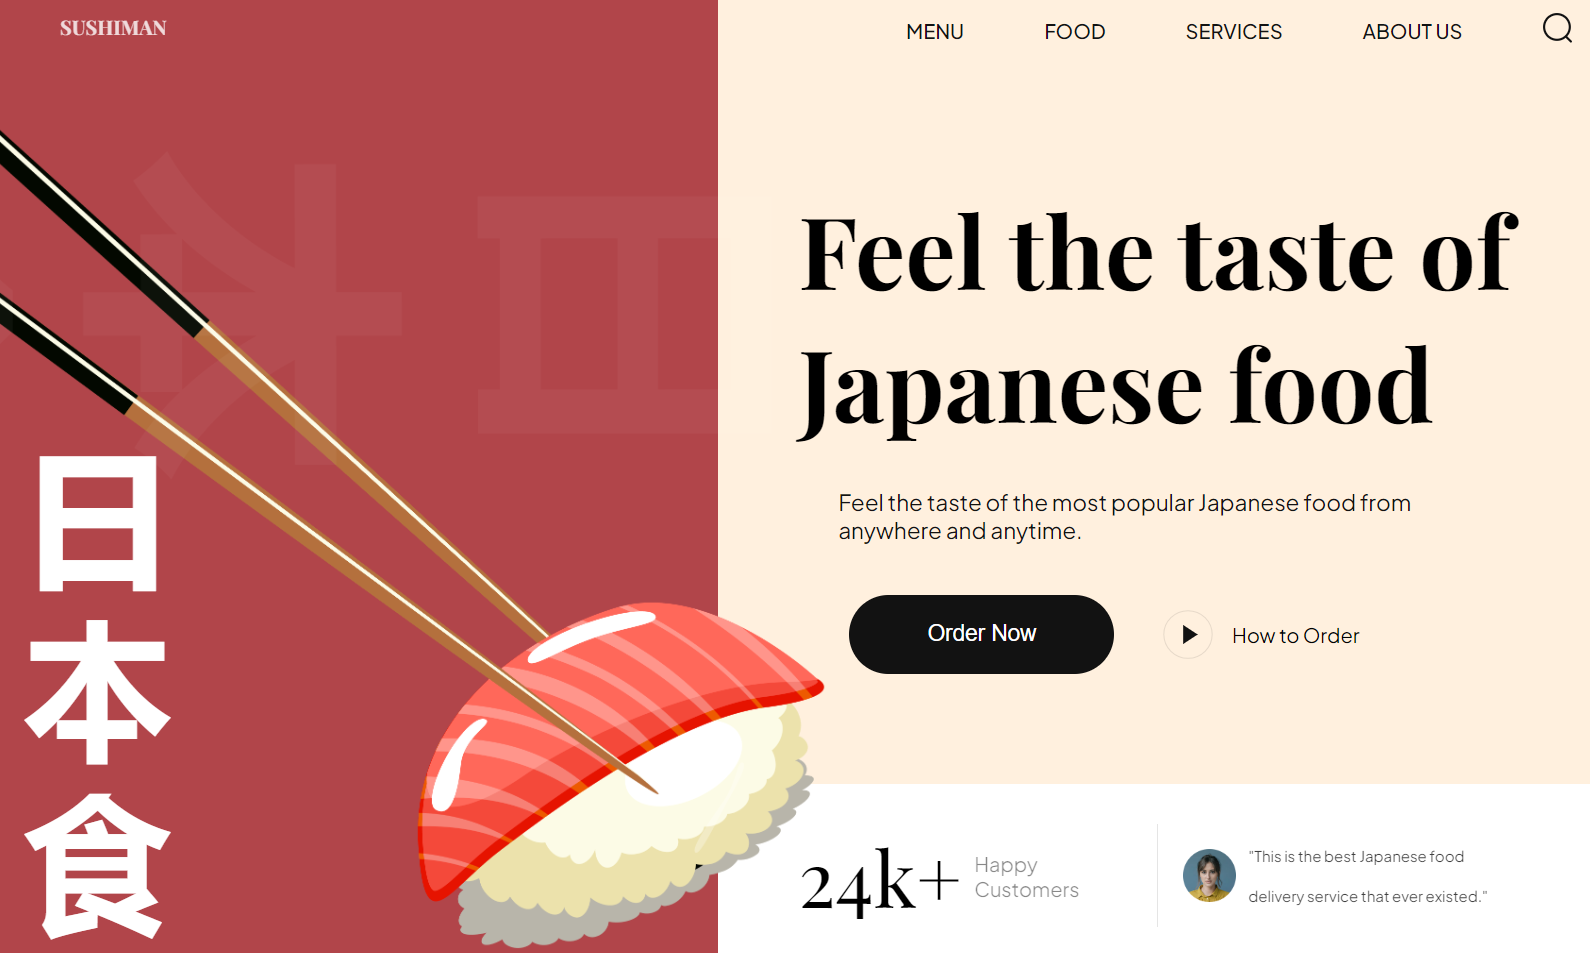 SUSHIMAN
MENU
FOOD
SERVICES
ABOUT US
日
本
食
Feel the taste of
Japanese food
Feel the taste of the most popular Japanese food from
anywhere and anytime.
Order Now
How to Order
24k+
Happy
Customers
"This is the best Japanese food
delivery service that ever existed."